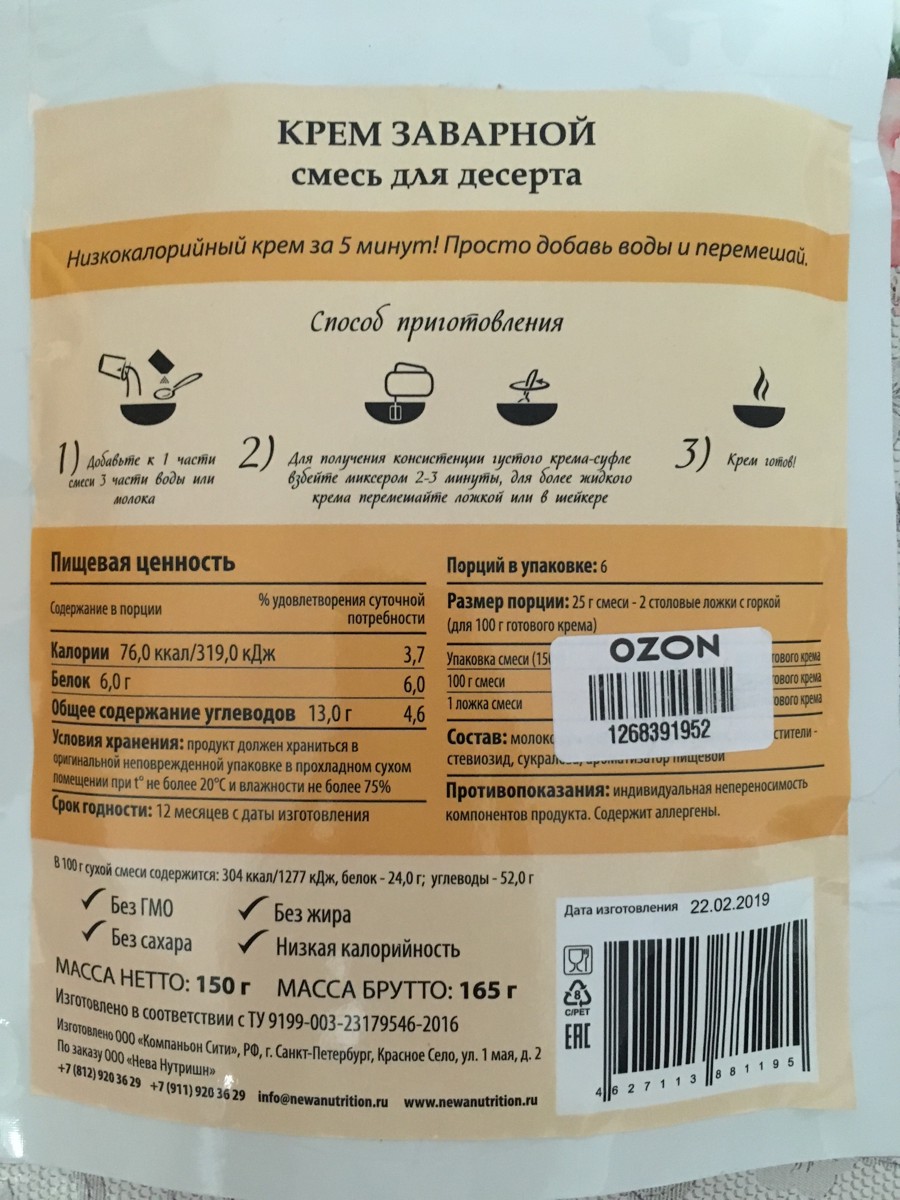 КРЕМ ЗАВАРНОЙ
смесь для десерта
Низкокалорийный крем за 5 минут! Просто добавь воды и перемешай.
Способ приготовления
1) Добавьте к 1 части
смеси 3 части воды или
молока
2) Для получения консистенции густого крема-суфле
взбейте миксером 2-3 минуты, для более жидкого
крема перемешайте ложкой или в шейкере
3) Крем готов!
Пищевая ценность
Содержание в порции % удовлетворения суточной
потребности
Калории 76,0 ккал/319,0 кДж 3,7
Белок 6,0 г 6,0
Общее содержание углеводов 13,0 г 4,6
Условия хранения: продукт должен храниться в
оригинальной неповрежденной упаковке в прохладном сухом
помещении при t° не более 20°С и влажности не более 75%
Срок годности: 12 месяцев с даты изготовления
Порций в упаковке: 6
Размер порции: 25 г смеси - 2 столовые ложки с горкой
(для 100 г готового крема)
Упаковка смеси крема
100 г смеси крема
1 ложка смеси крема
OZON
1268391952
Состав:
стевиозид, пищевой
Противопоказания: индивидуальная непереносимость
компонентов продукта. Содержит аллергены.
В 100 г сухой смеси содержится: 304 ккал/1277 кДж, белок - 24,0 г; углеводы - 52,0 г
Без ГМО Без жира
Без сахара Низкая калорийность
МАССА НЕТТО: 150 г МАССА БРУТТО: 165 г
Изготовлено в соответствии с ТУ 9199-003-23179546-2016
Изготовлено ООО «Компаньон Сити», РФ, г. Санкт-Петербург, Красное Село, ул. 1 мая, д. 2
По заказу ООО «Нева Нутришн»
+7 (812) 920 36 29 +7 (911) 920 36 29 info@newanutrition.ru www.newanutrition.ru
Дата изготовления 22.02.2019
8
C/PET
EAC
4 627113 881195